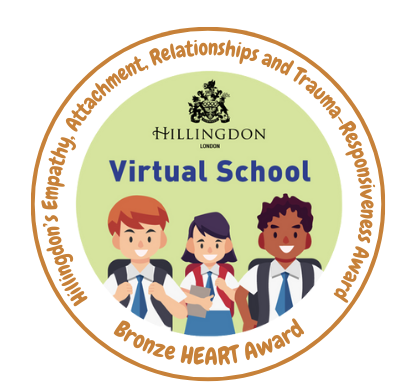 Hillingdon's Empathy, Attachment, Relationships and Trauma-Responsiveness Award
HILLINGDON
LONDON
Virtual School
Bronze HEART Award